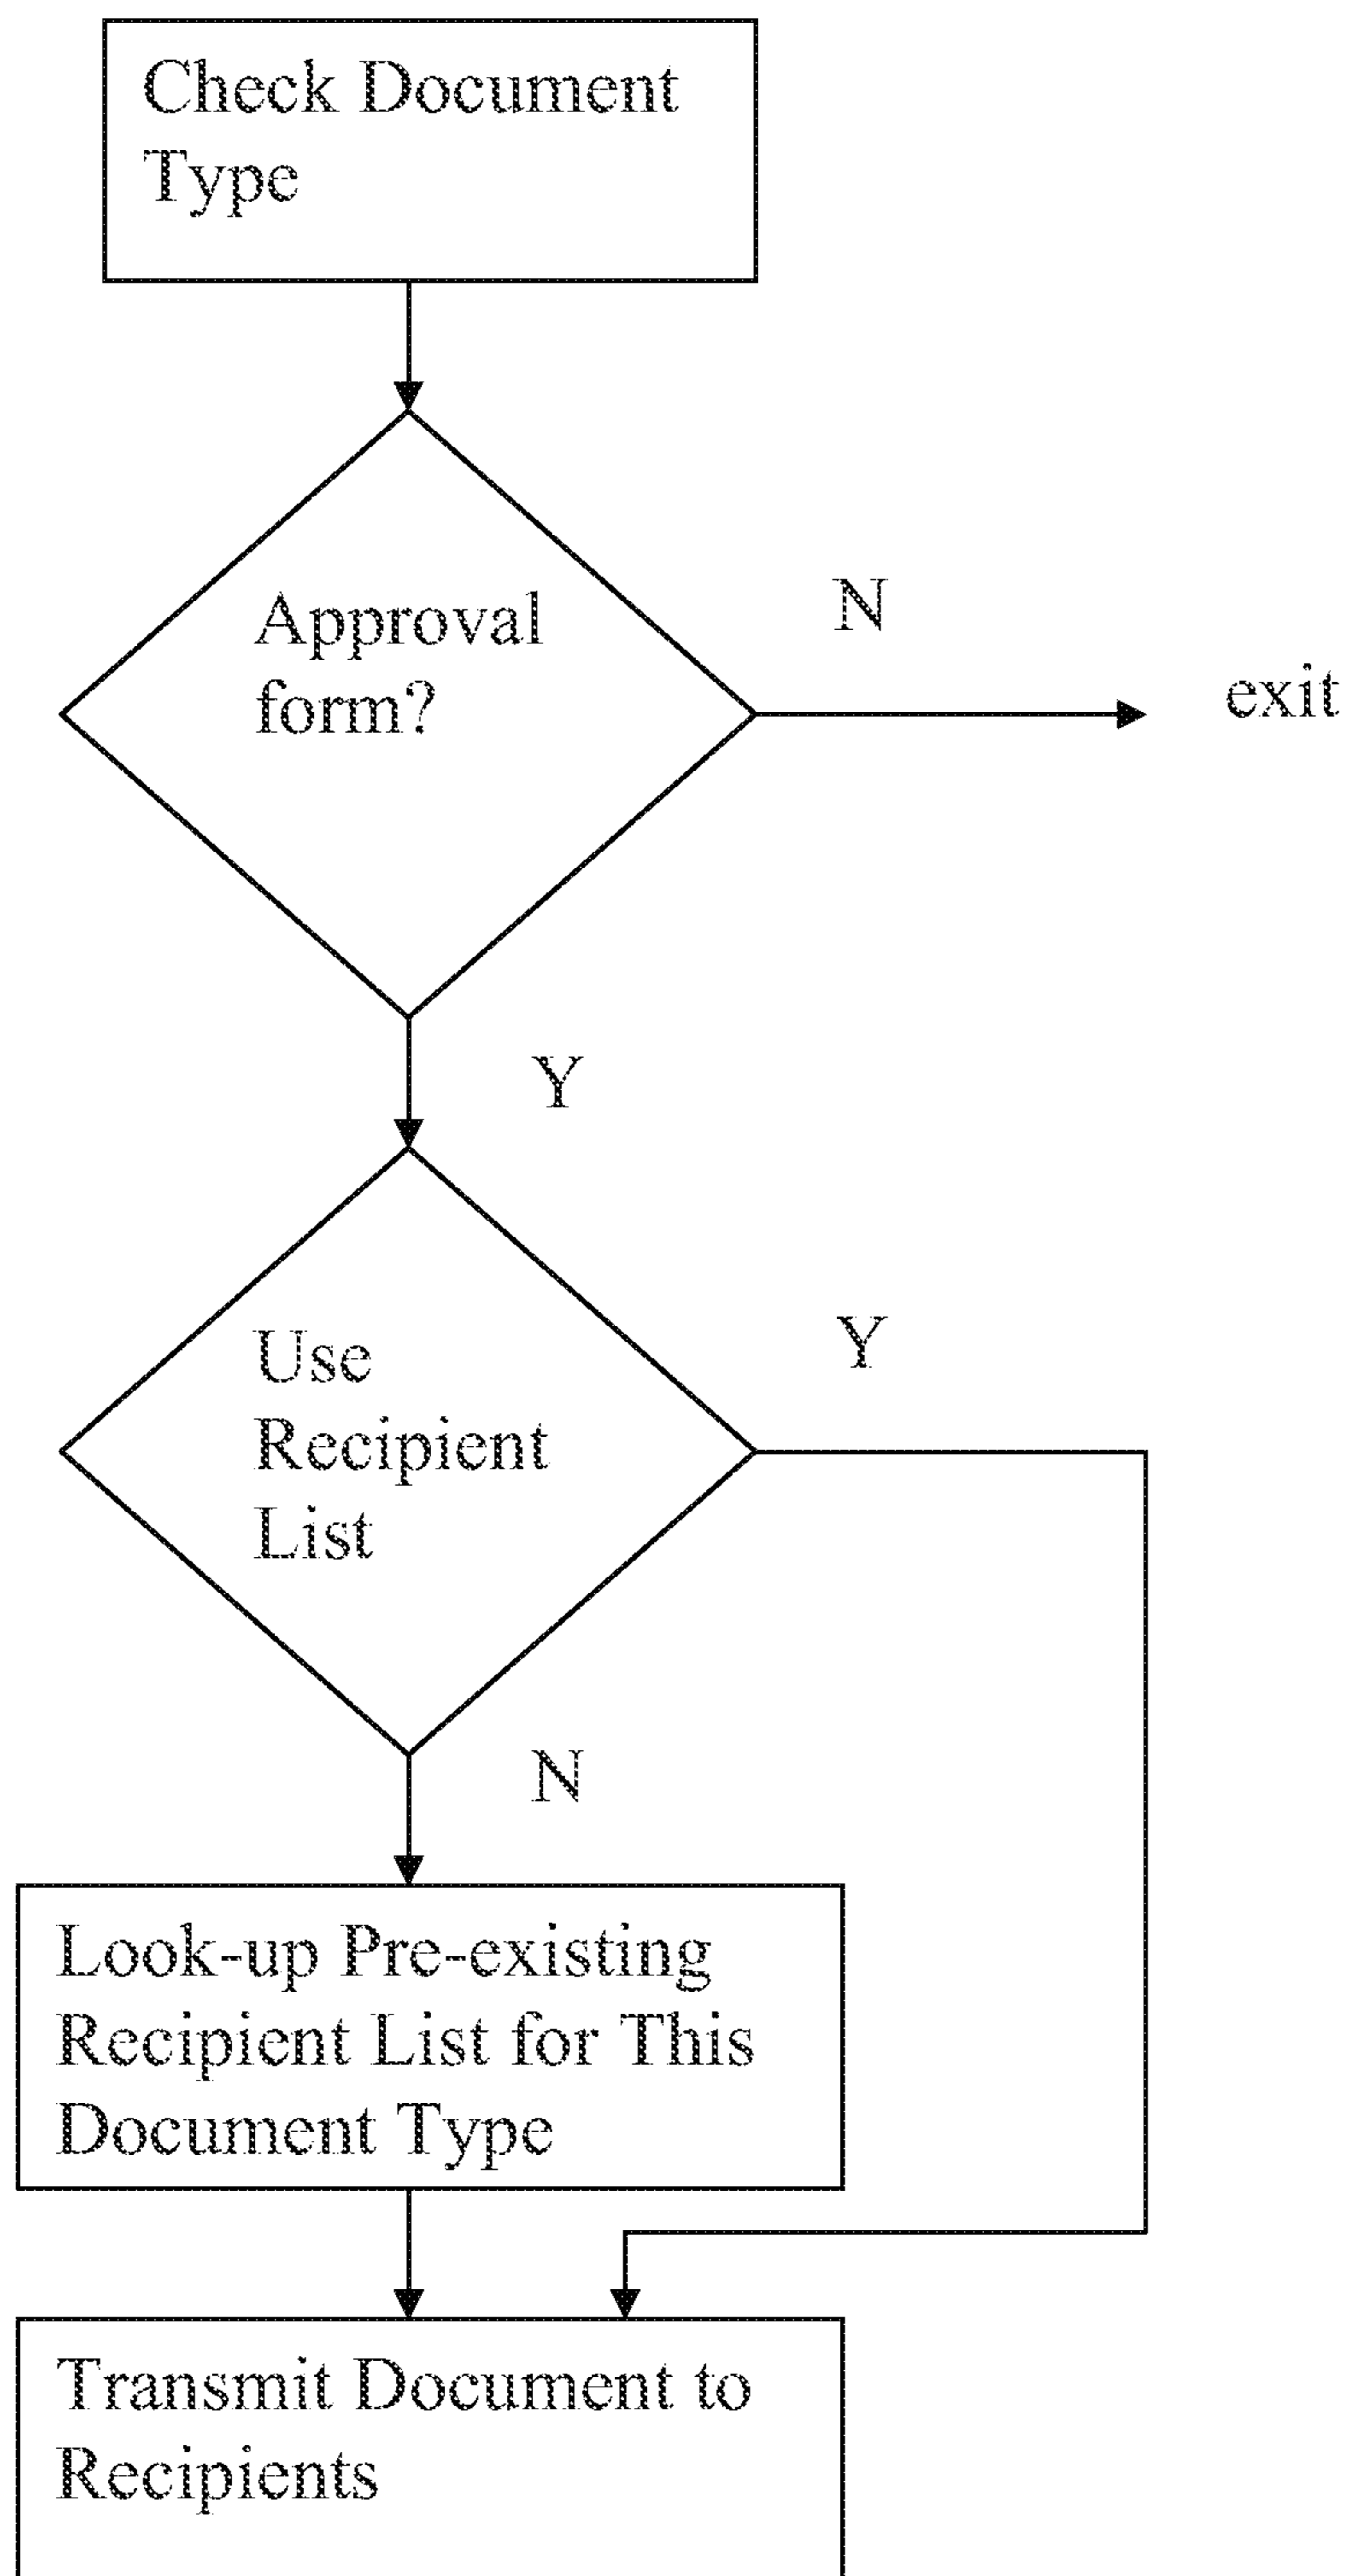 Check Document
Type
Approval
form?
N
exit
Y
Use
Recipient
List
Y
N
Look-up Pre-existing
Recipient List for This
Document Type
Transmit Document to
Recipients